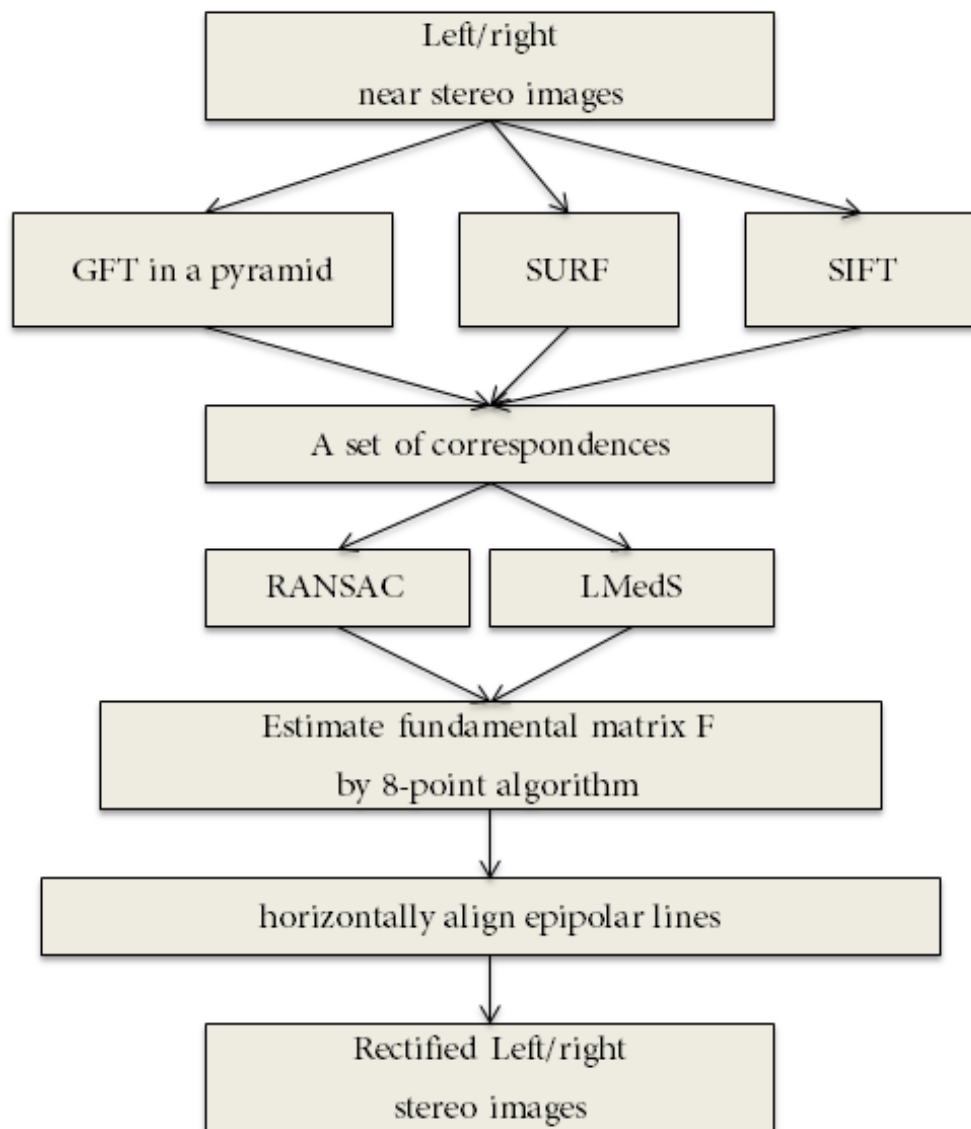 Left/right
near stereo images
GFT in a pyramid
SURF
SIFT
A set of correspondences
RANSAC
LMedS
Estimate fundamental matrix F
by 8-point algorithm
horizontally align epipolar lines
Rectified Left/right
stereo images